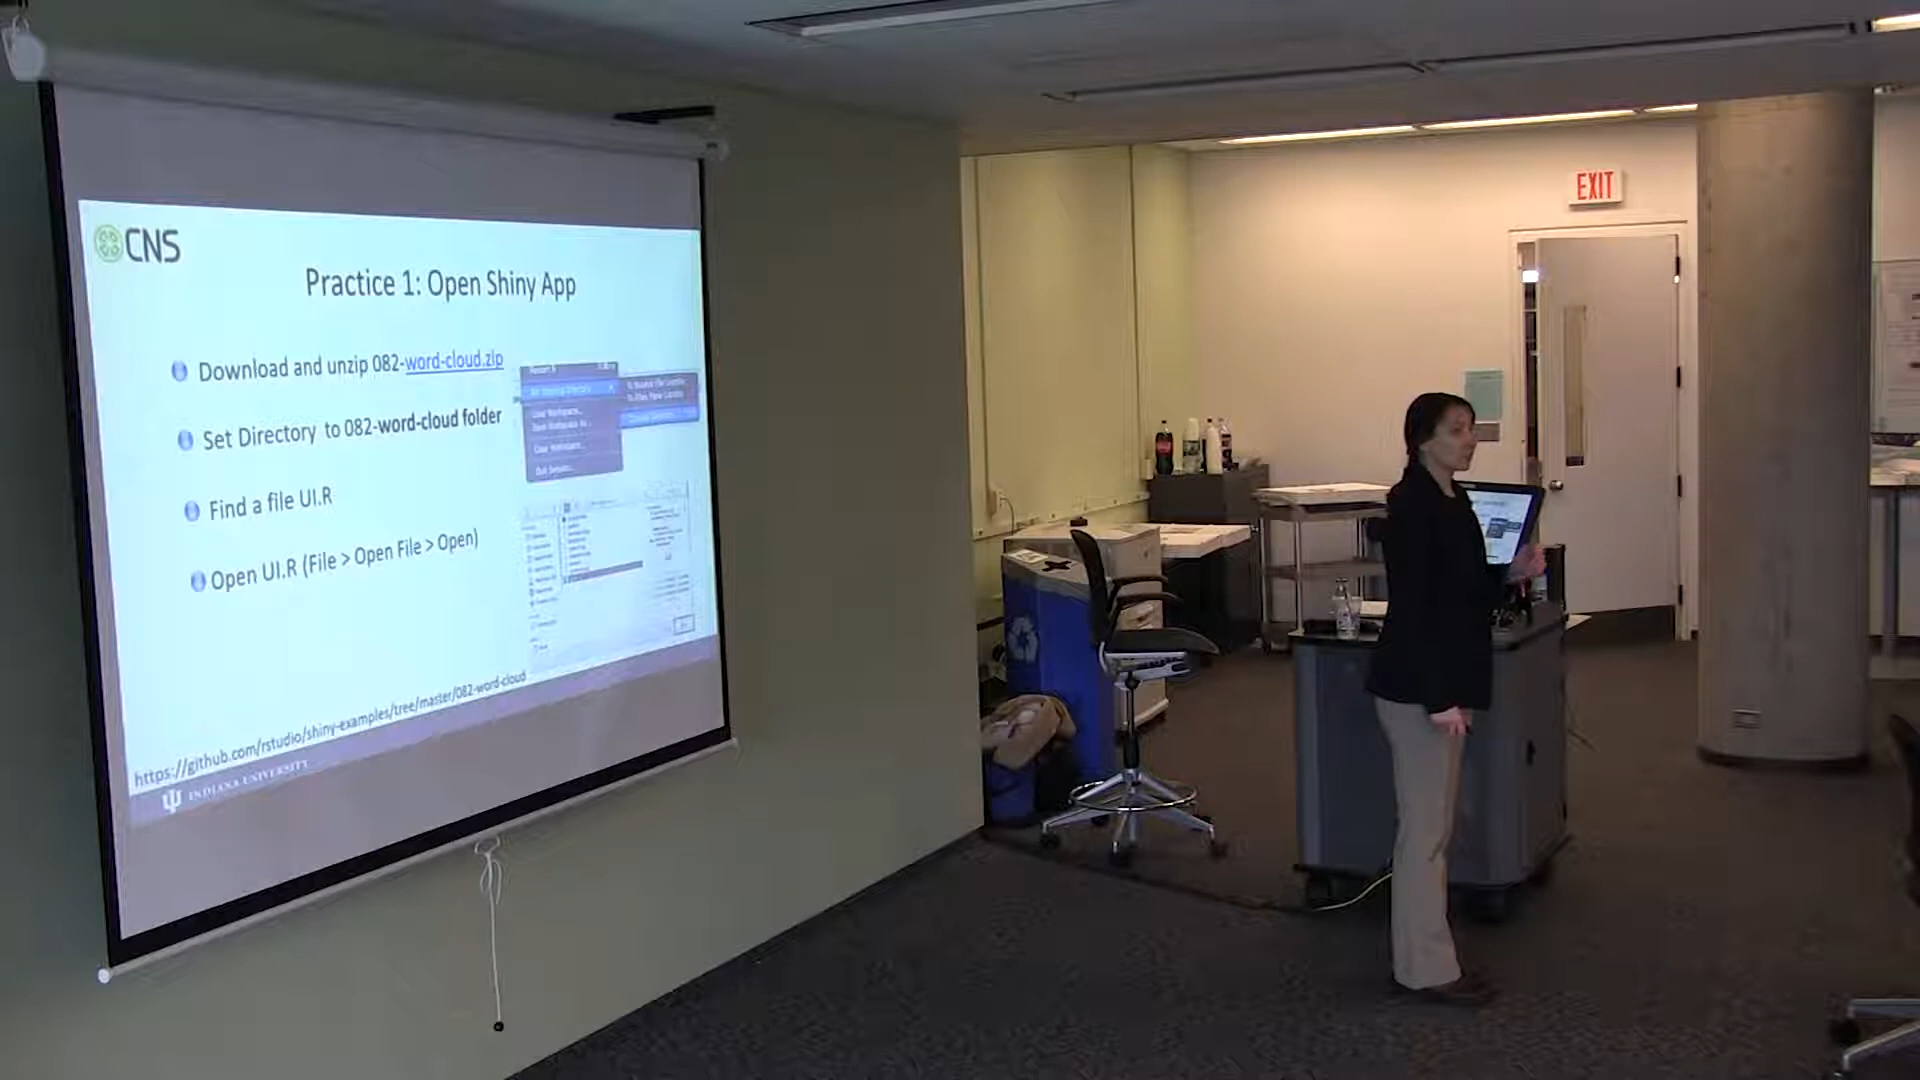 CNS
Practice 1: Open Shiny App
Download and unzip 082-word-cloud.zip
Set Directory to 082-word-cloud folder
Find a file UI.R
Open UI.R (File > Open File > Open)
https://github.com/rstudio/shiny-examples/tree/master/082-word-cloud
INDIANA UNIVERSITY
EXIT